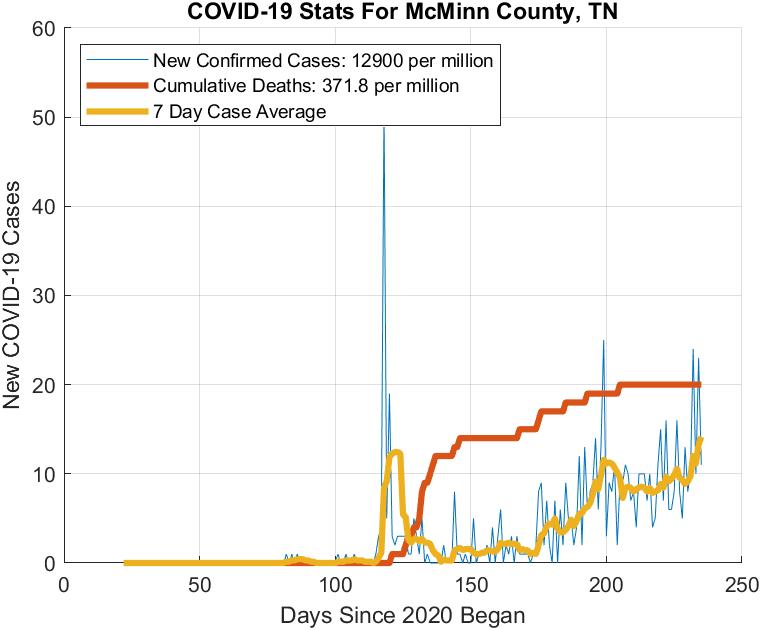 COVID-19 Stats For McMinn County, TN
60
50
40
30
20
10
0
New COVID-19 Cases
New Confirmed Cases: 12900 per million
Cumulative Deaths: 371.8 per million
7 Day Case Average
0
50
100
150
200
250
Days Since 2020 Began